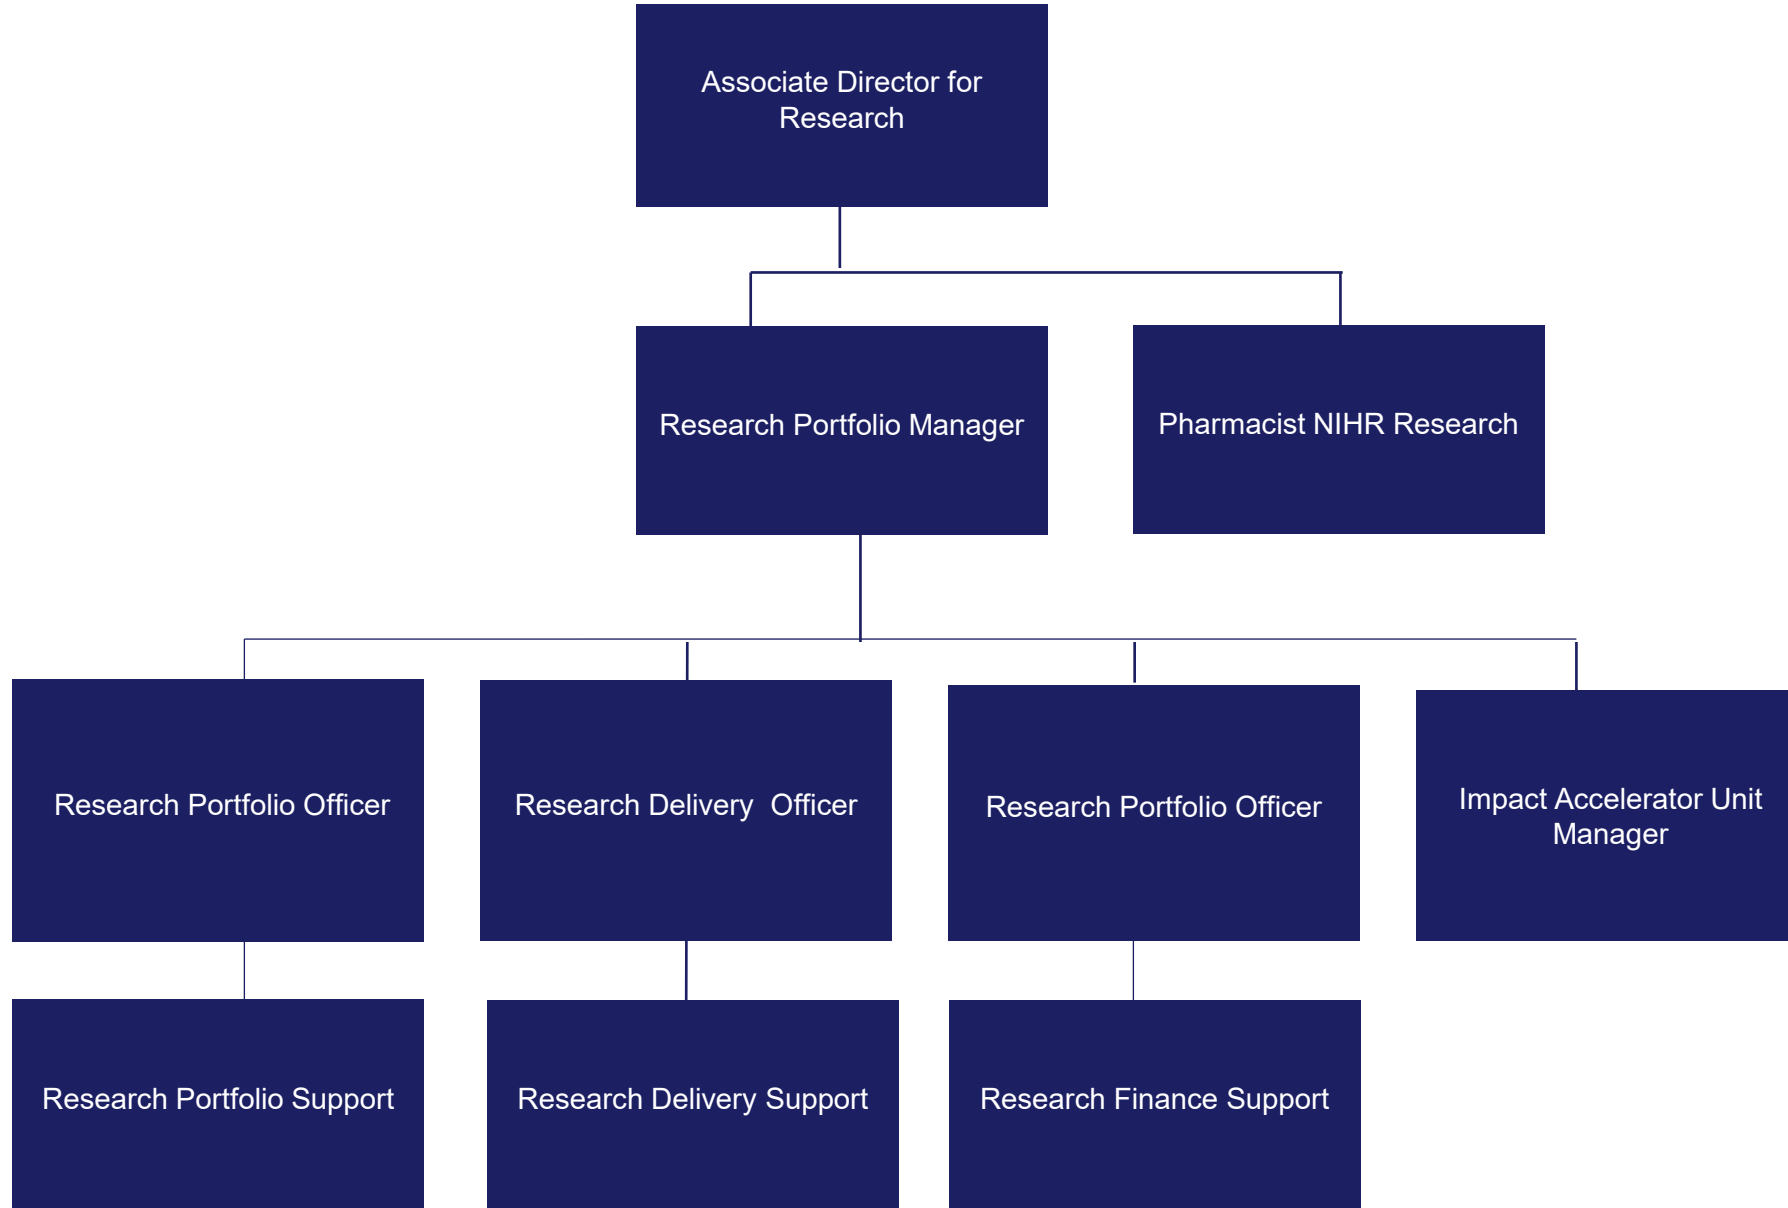 Associate Director for
Research
Research Portfolio Manager
Pharmacist NIHR Research
Research Portfolio Officer
Research Delivery  Officer
Research Portfolio Officer
Impact Accelerator Unit
Manager
Research Portfolio Support
Research Delivery Support
Research Finance Support